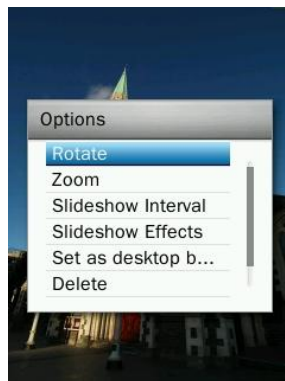 Options
Rotate
Zoom
Slideshow Interval
Slideshow Effects
Set as desktop b...
Delete